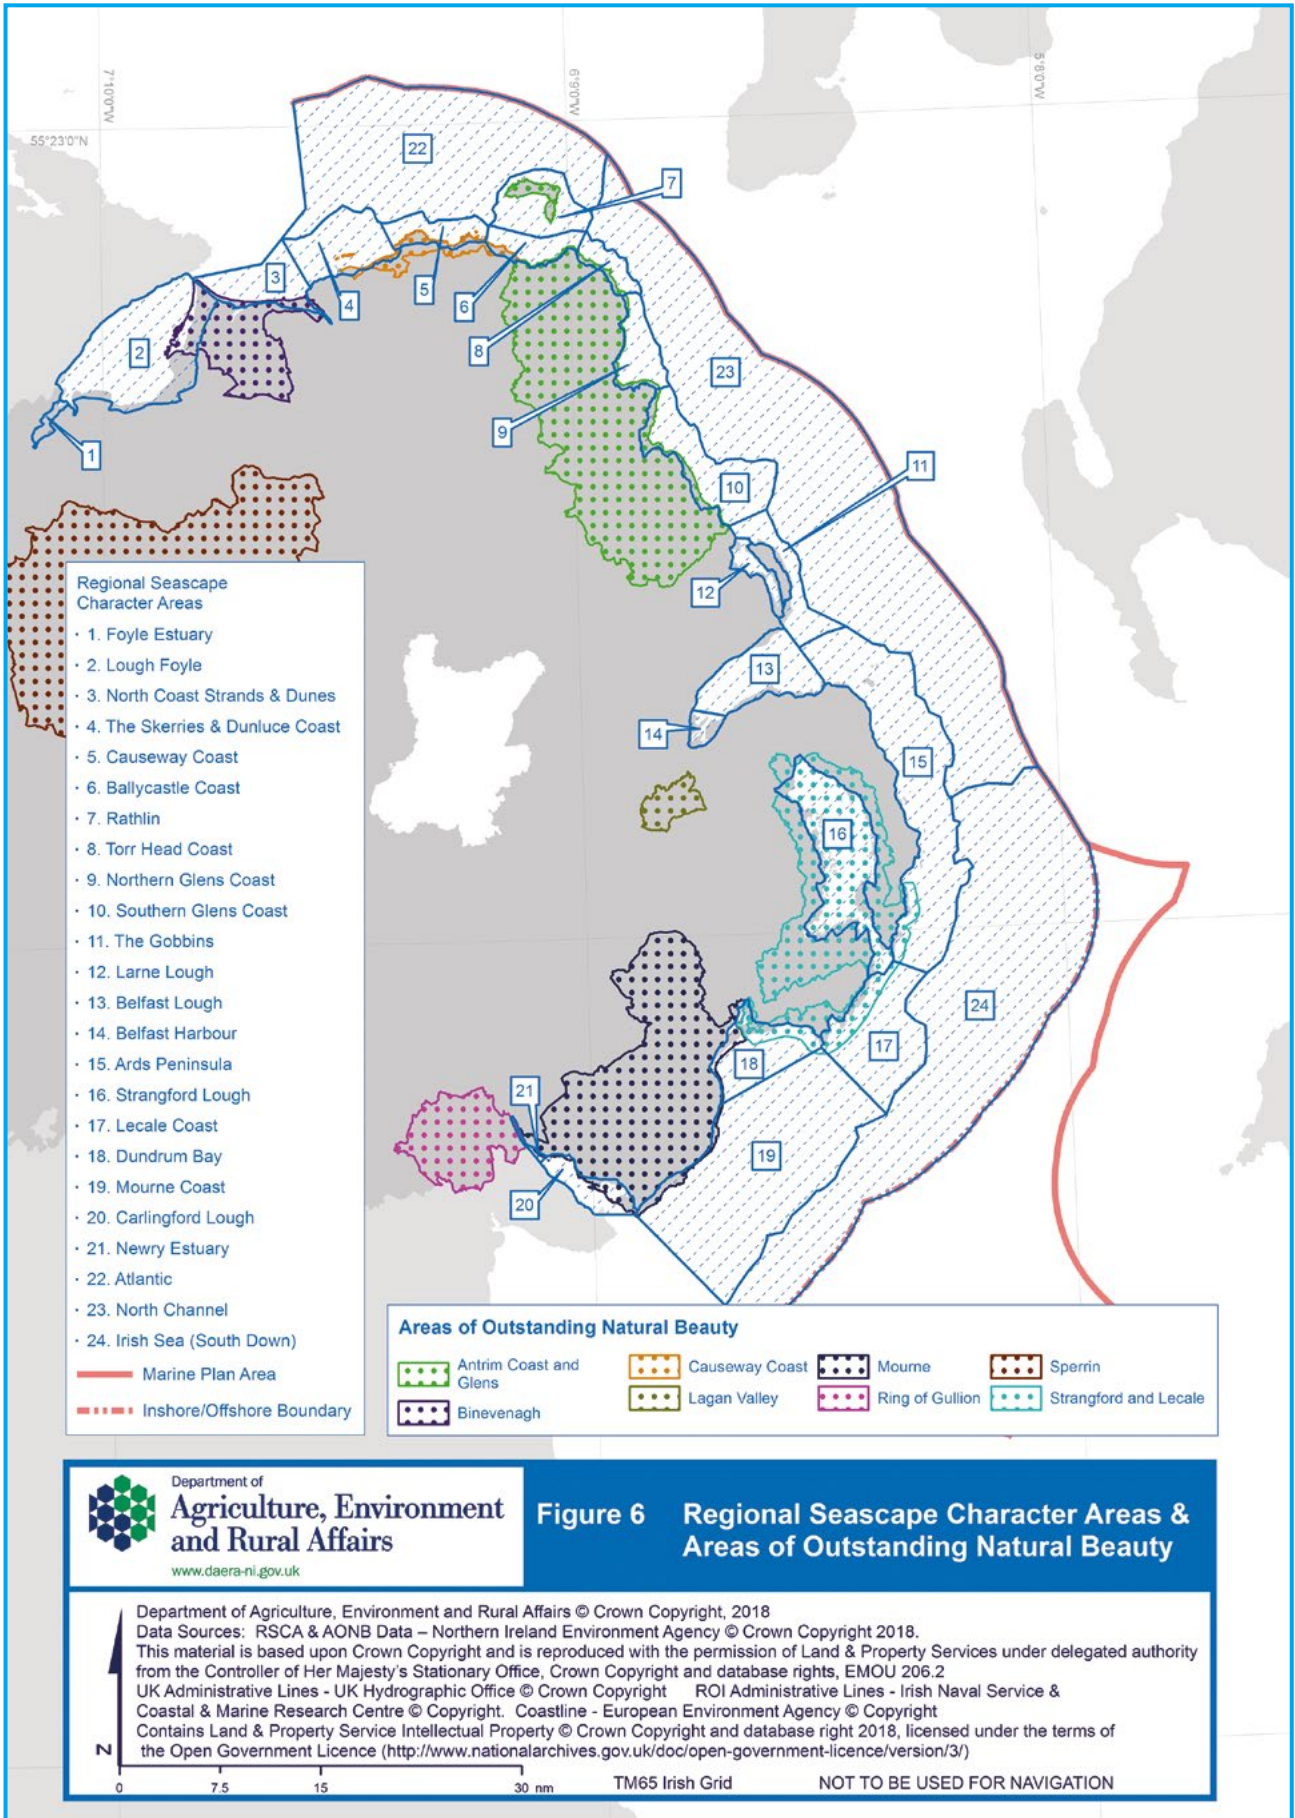 7°10'0"W
6°9'0"W
5°8'0"W
55°23'0"N
22
7
3
4
5
6
2
8
23
1
9
10
11
12
13
14
15
16
24
17
18
21
19
20
Regional Seascape
Character Areas
· 1. Foyle Estuary
· 2. Lough Foyle
· 3. North Coast Strands & Dunes
· 4. The Skerries & Dunluce Coast
· 5. Causeway Coast
· 6. Ballycastle Coast
· 7. Rathlin
· 8. Torr Head Coast
· 9. Northern Glens Coast
· 10. Southern Glens Coast
· 11. The Gobbins
· 12. Larne Lough
· 13. Belfast Lough
· 14. Belfast Harbour
· 15. Ards Peninsula
· 16. Strangford Lough
· 17. Lecale Coast
· 18. Dundrum Bay
· 19. Mourne Coast
· 20. Carlingford Lough
· 21. Newry Estuary
· 22. Atlantic
· 23. North Channel
· 24. Irish Sea (South Down)
Marine Plan Area
Inshore/Offshore Boundary
Areas of Outstanding Natural Beauty
Antrim Coast and
Glens
Binevenagh
Causeway Coast
Lagan Valley
Mourne
Ring of Gullion
Sperrin
Strangford and Lecale
Department of
Agriculture, Environment
and Rural Affairs
www.daera-ni.gov.uk
Figure 6 Regional Seascape Character Areas &
Areas of Outstanding Natural Beauty
Department of Agriculture, Environment and Rural Affairs © Crown Copyright, 2018
Data Sources: RSCA & AONB Data – Northern Ireland Environment Agency © Crown Copyright 2018.
This material is based upon Crown Copyright and is reproduced with the permission of Land & Property Services under delegated authority
from the Controller of Her Majesty's Stationary Office, Crown Copyright and database rights, EMOU 206.2
UK Administrative Lines - UK Hydrographic Office © Crown Copyright ROI Administrative Lines - Irish Naval Service &
Coastal & Marine Research Centre © Copyright. Coastline - European Environment Agency © Copyright
Contains Land & Property Service Intellectual Property © Crown Copyright and database right 2018, licensed under the terms of
the Open Government Licence (http://www.nationalarchives.gov.uk/doc/open-government-licence/version/3/)
N
0 7.5 15 30 nm
TM65 Irish Grid NOT TO BE USED FOR NAVIGATION